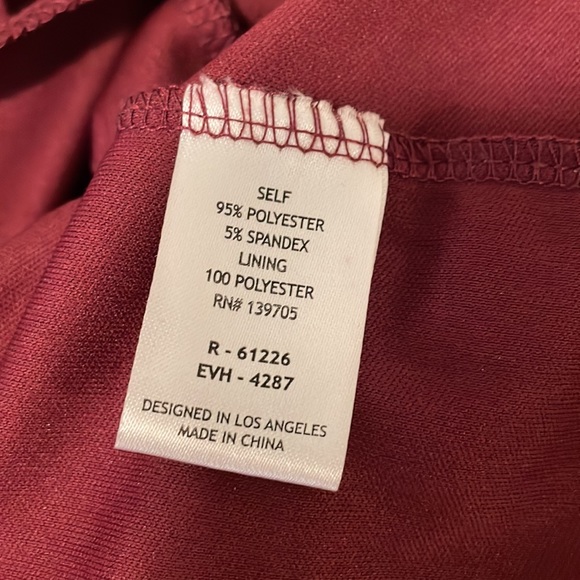 SELF
95% POLYESTER
5% SPANDEX
LINING
100 POLYESTER
RN# 139705
R - 61226
EVH - 4287
DESIGNED IN LOS ANGELES
MADE IN CHINA